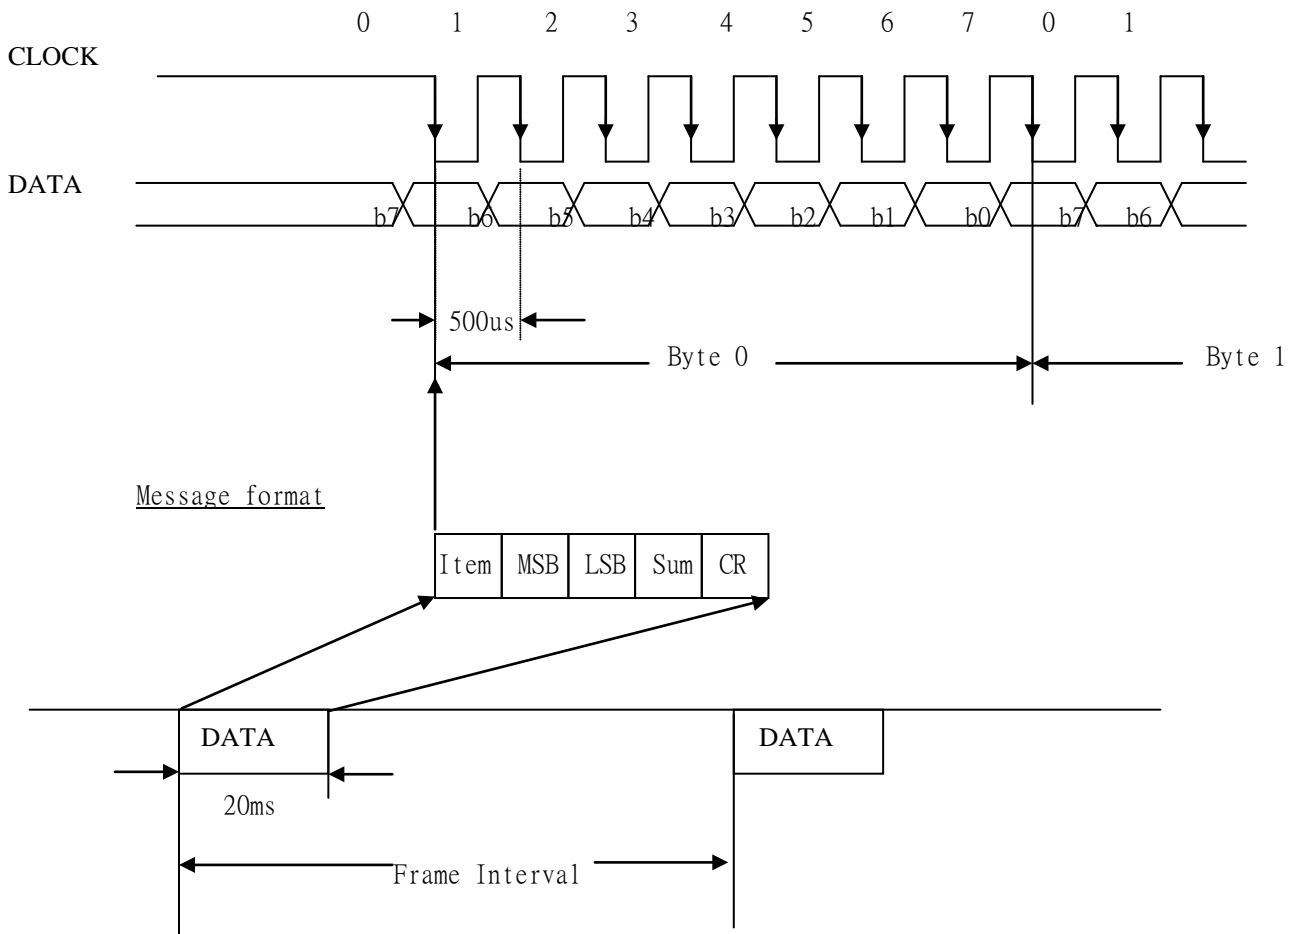 0 1 2 3 4 5 6 7 0 1
CLOCK
DATA
b7 b6 b5 b4 b3 b2 b1 b0 b7 b6
500us
Byte 0 Byte 1
Message format
Item MSB LSB Sum CR
DATA DATA
20ms
Frame Interval